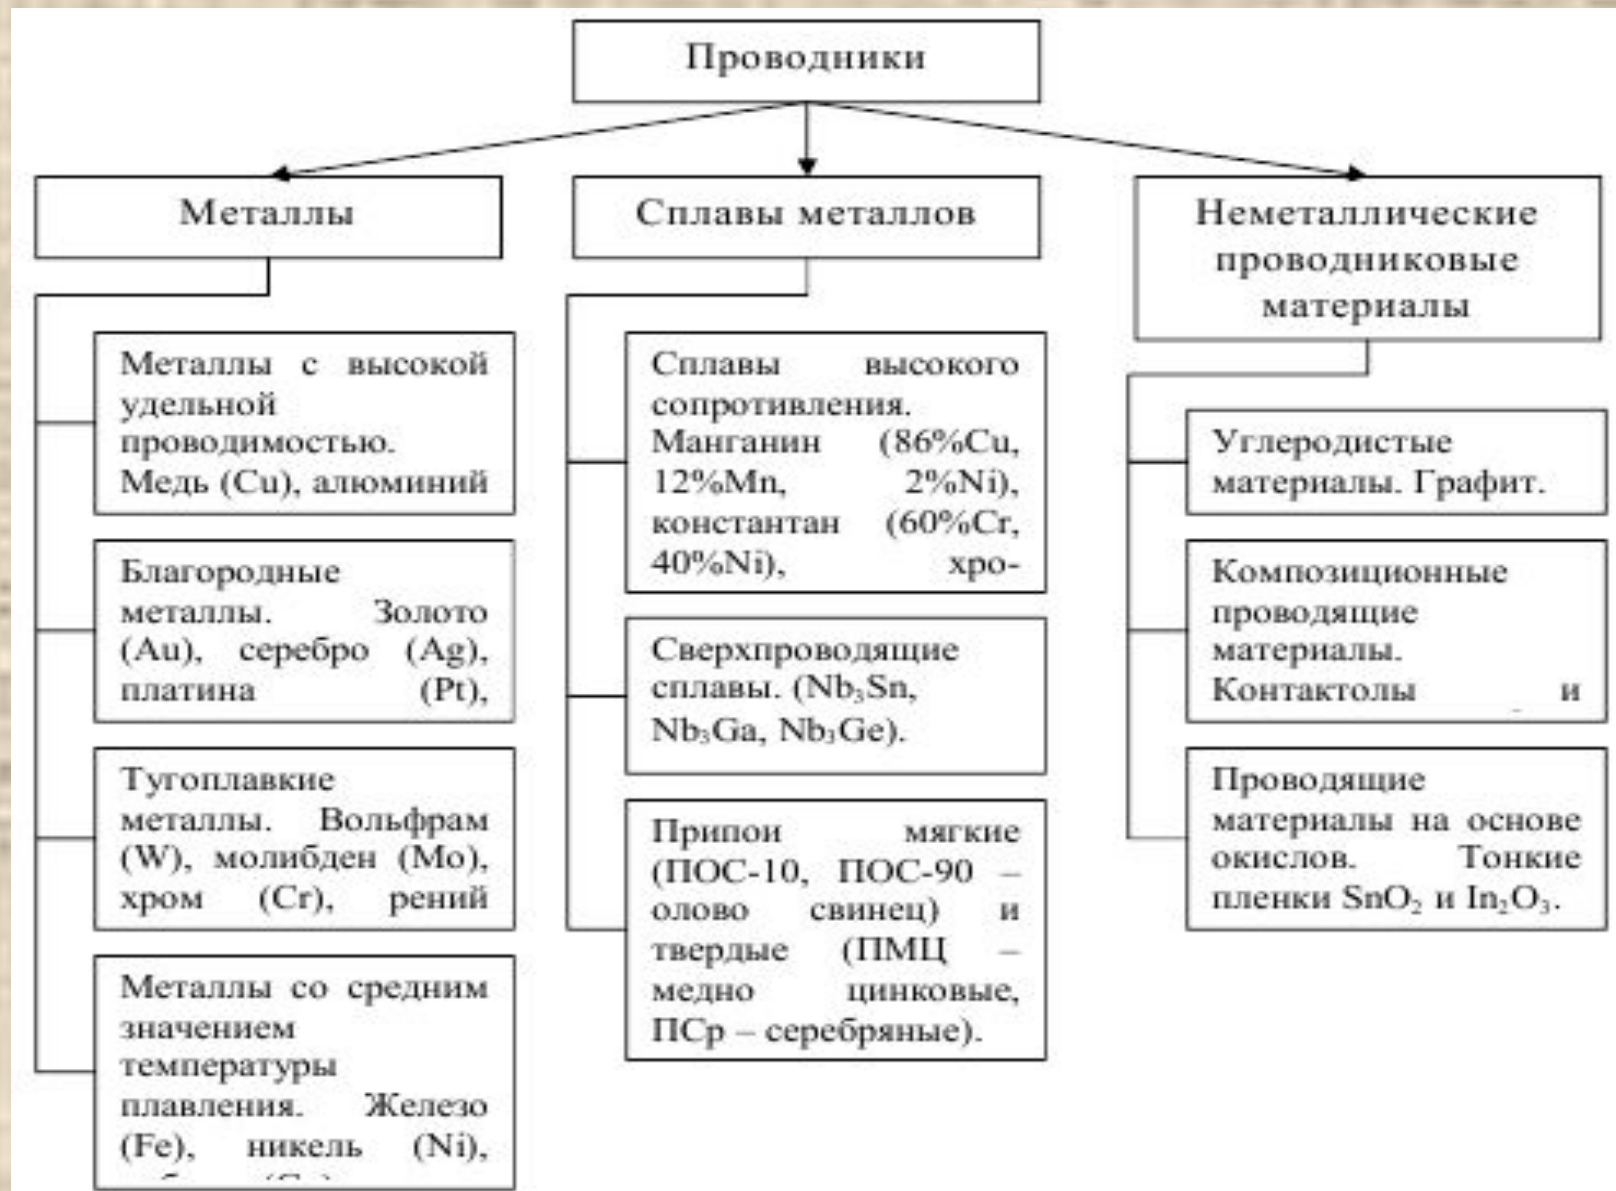 Проводники
Металлы
Металлы с высокой
удельной
проводимостью.
Медь (Cu), алюминий
Благородные
металлы. Золото
(Au), серебро (Ag),
платина (Pt),
Тугоплавкие
металлы. Вольфрам
(W), молибден (Mo),
хром (Cr), рений
Металлы со средним
значением
температуры
плавления. Железо
(Fe), никель (Ni),
Сплавы металлов
Сплавы высокого
сопротивления.
Манганин (86%Cu,
12%Mn, 2%Ni),
константан (60%Cr,
40%Ni), хро-
Сверхпроводящие
сплавы. (Nb₃Sn,
Nb₃Ga, Nb₃Ge).
Припои мягкие
(ПОС-10, ПОС-90 –
олово свинец) и
твердые (ПМЦ –
медно цинковые,
ПСр – серебряные).
Неметаллические
проводниковые
материалы
Углеродистые
материалы. Графит.
Композиционные
проводящие
материалы.
Контактолы и
Проводящие
материалы на основе
окислов. Тонкие
пленки SnO₂ и In₂O₃.